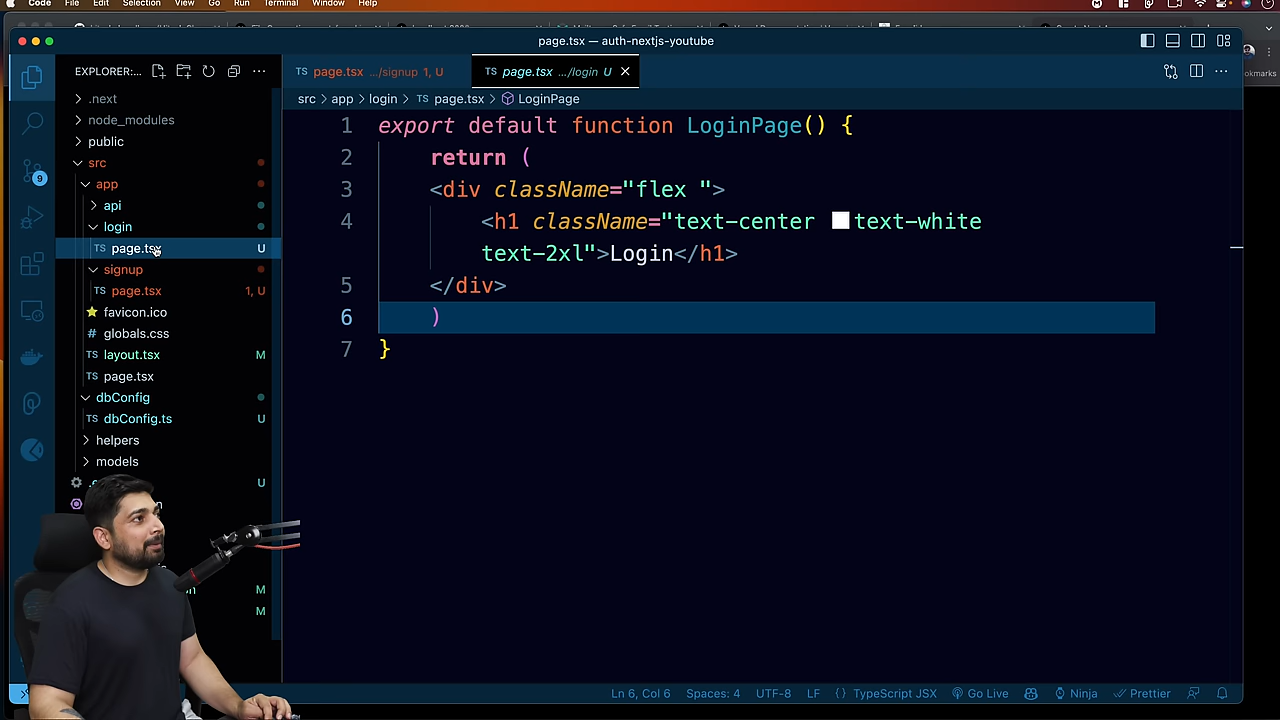 Code File Edit Selection View Go Run Terminal Window Help
page.tsx — auth-nextjs-youtube
EXPLORER:...
page.tsx .../signup 1, U
page.tsx .../login U
src > app > login > TS page.tsx > LoginPage
.next
node_modules
public
src
app
api
login
TS page.tsx U
signup
TS page.tsx 1, U
favicon.ico
# globals.css
TS layout.tsx M
TS page.tsx
dbConfig
TS dbConfig.ts U
helpers
models
U
M
M
9
1 export default function LoginPage() {
2 return (
3 <div className="flex ">
4 <h1 className="text-center text-white
text-2xl">Login</h1>
5 </div>
6 )
7 }
okmarks
Ln 6, Col 6 Spaces: 4 UTF-8 LF {} TypeScript JSX Go Live Ninja Prettier